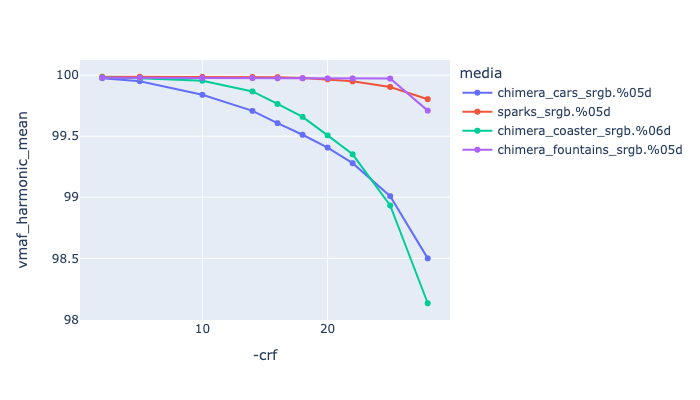 vmaf_harmonic_mean
100
99.5
99
98.5
98
10
20
-crf
media
chimera_cars_srgb.%05d
sparks_srgb.%05d
chimera_coaster_srgb.%06d
chimera_fountains_srgb.%05d